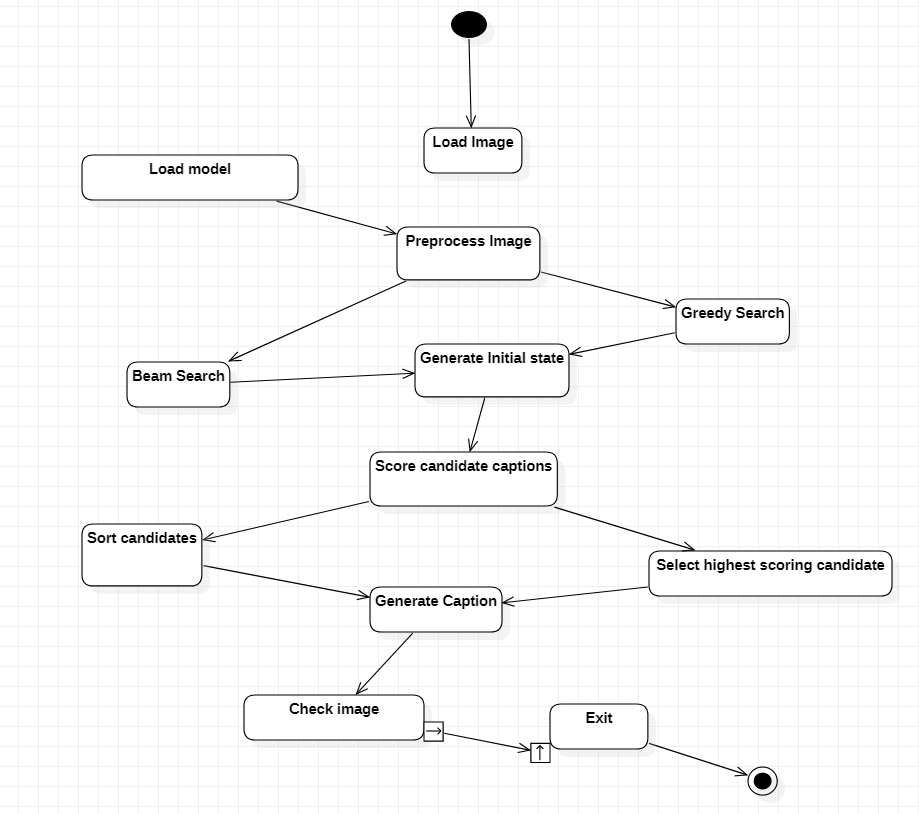 Load Image
Load model
Preprocess Image
Greedy Search
Generate Initial state
Beam Search
Score candidate captions
Sort candidates
Select highest scoring candidate
Generate Caption
Check image
Exit